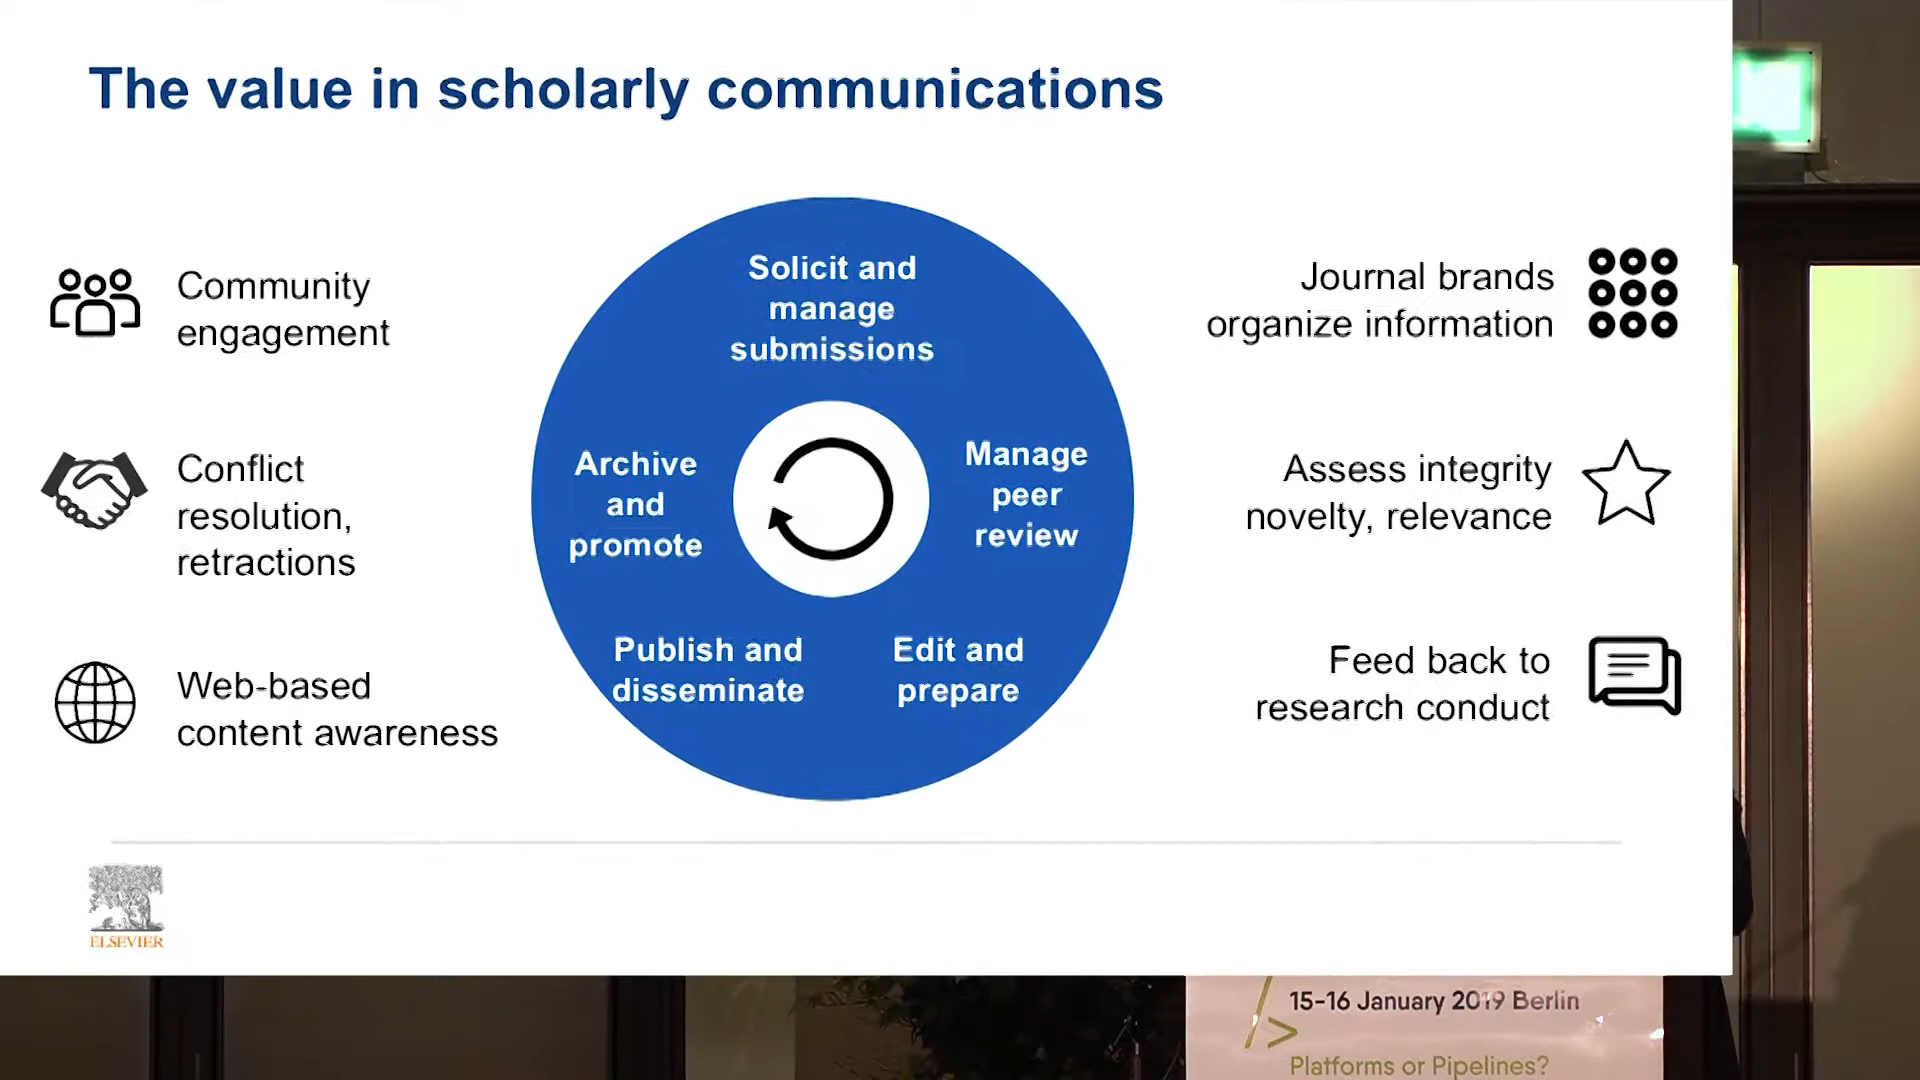 The value in scholarly communications
Community
engagement
Conflict
resolution,
retractions
Web-based
content awareness
Solicit and
manage
submissions
Manage
peer
review
Edit and
prepare
Publish and
disseminate
Archive
and
promote
Journal brands
organize information
Assess integrity
novelty, relevance
Feed back to
research conduct
ELSEVIER
15-16 January 2019 Berlin
Platforms or Pipelines?